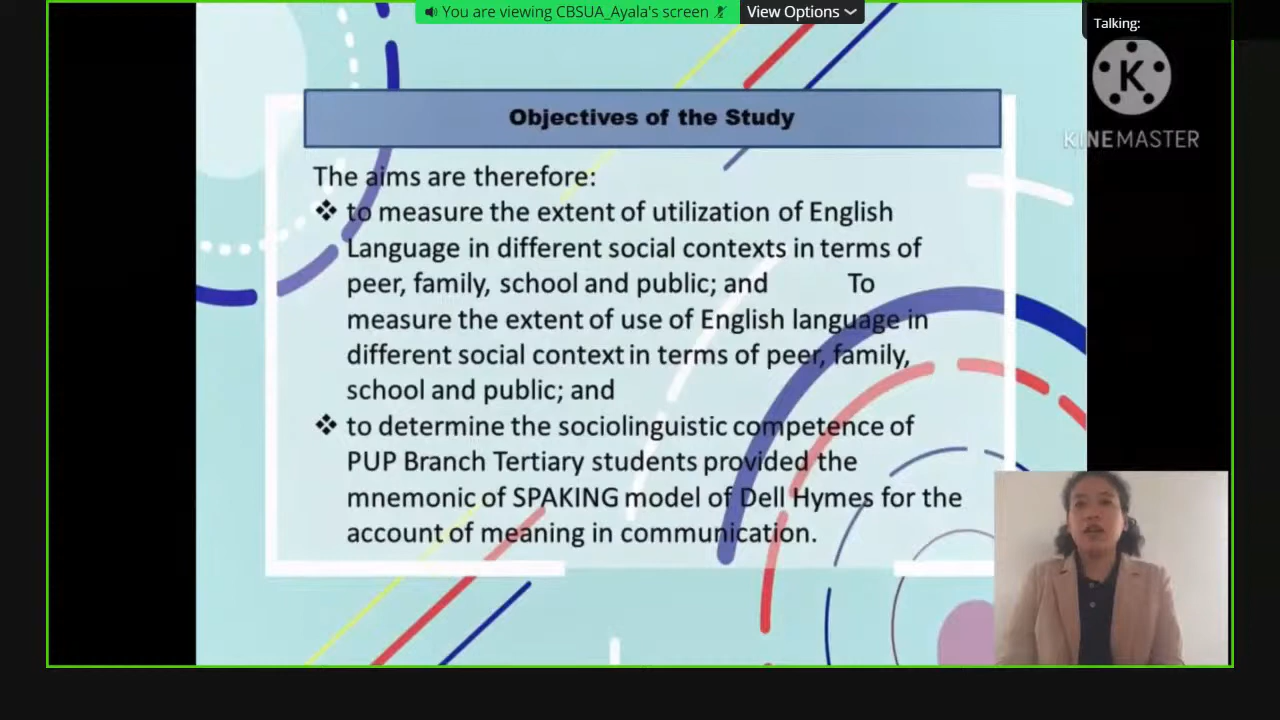 You are viewing CBSUA_Ayala's screen
View Options
Talking:
K
KINEMASTER
Objectives of the Study
The aims are therefore:
❖ to measure the extent of utilization of English
Language in different social contexts in terms of
peer, family, school and public; and To
measure the extent of use of English language in
different social context in terms of peer, family,
school and public; and
❖ to determine the sociolinguistic competence of
PUP Branch Tertiary students provided the
mnemonic of SPAKING model of Dell Hymes for the
account of meaning in communication.